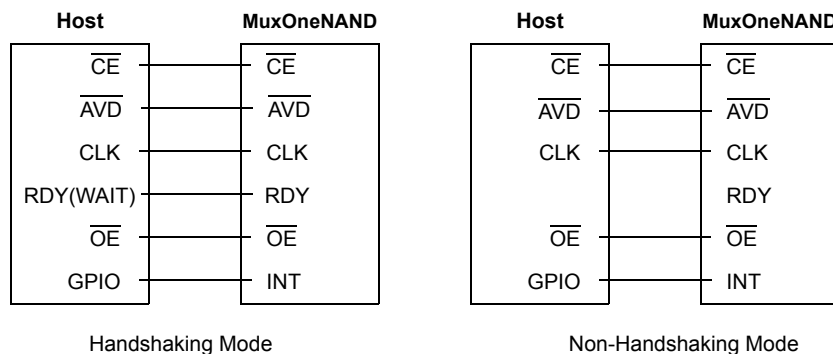 Host MuxOneNAND
CE CE
AVD AVD
CLK CLK
RDY(WAIT) RDY
OE OE
GPIO INT
Handshaking Mode
Host MuxOneNAND
CE CE
AVD AVD
CLK CLK
RDY
OE OE
GPIO INT
Non-Handshaking Mode